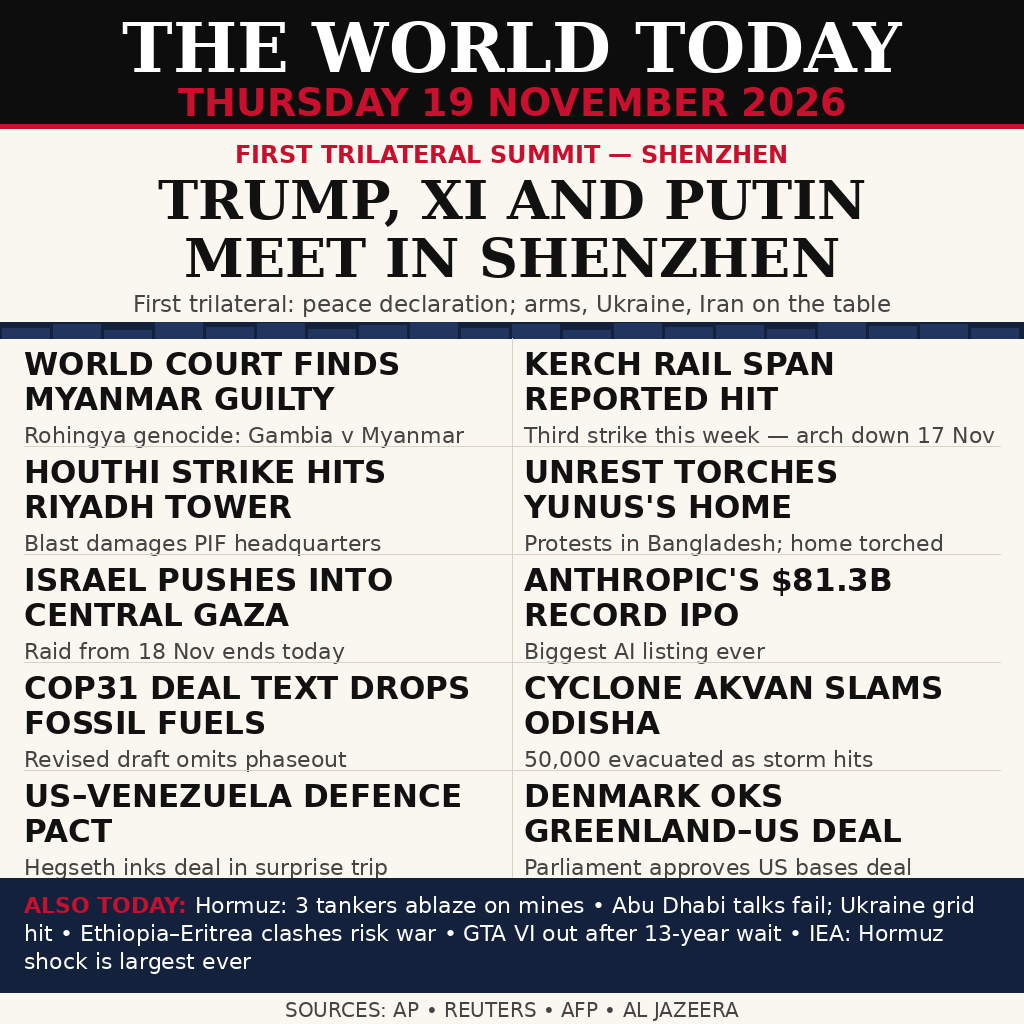 THE WORLD TODAY
THURSDAY 19 NOVEMBER 2026
FIRST TRILATERAL SUMMIT — SHENZHEN
TRUMP, XI AND PUTIN
MEET IN SHENZHEN
First trilateral: peace declaration; arms, Ukraine, Iran on the table
WORLD COURT FINDS
MYANMAR GUILTY
Rohingya genocide: Gambia v Myanmar
KERCH RAIL SPAN
REPORTED HIT
Third strike this week — arch down 17 Nov
HOUTHI STRIKE HITS
RIYADH TOWER
Blast damages PIF headquarters
UNREST TORCHES
YUNUS'S HOME
Protests in Bangladesh; home torched
ISRAEL PUSHES INTO
CENTRAL GAZA
Raid from 18 Nov ends today
ANTHROPIC'S $81.3B
RECORD IPO
Biggest AI listing ever
COP31 DEAL TEXT DROPS
FOSSIL FUELS
Revised draft omits phaseout
CYCLONE AKVAN SLAMS
ODISHA
50,000 evacuated as storm hits
US–VENEZUELA DEFENCE
PACT
Hegseth inks deal in surprise trip
DENMARK OKS
GREENLAND–US DEAL
Parliament approves US bases deal
ALSO TODAY: Hormuz: 3 tankers ablaze on mines • Abu Dhabi talks fail; Ukraine grid
hit • Ethiopia–Eritrea clashes risk war • GTA VI out after 13-year wait • IEA: Hormuz
shock is largest ever
SOURCES: AP • REUTERS • AFP • AL JAZEERA